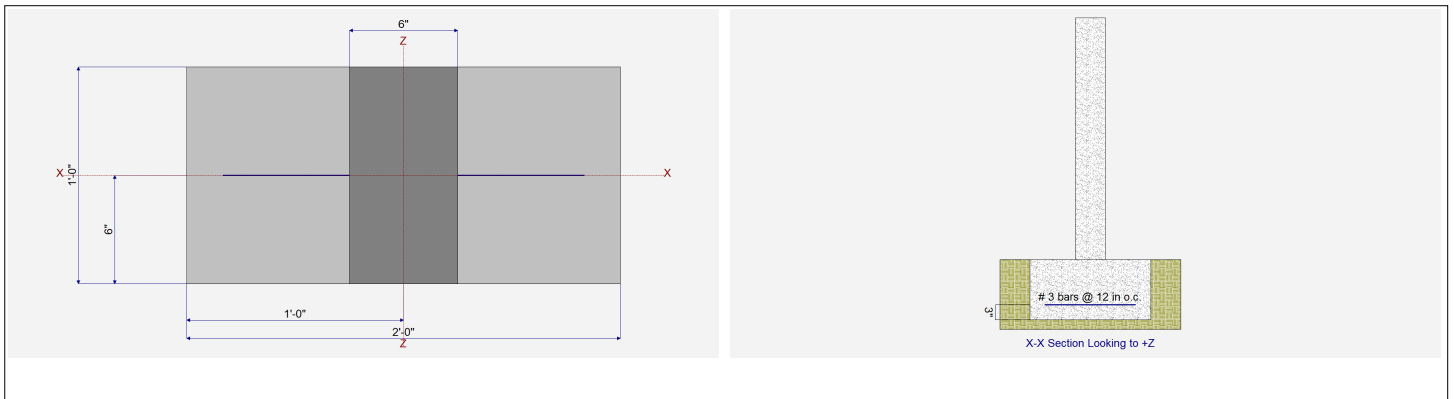 6"
Z
X
1'-0"
X
6"
1'-0"
2'-0"
Z
# 3 bars @ 12 in o.c.
3"
X-X Section Looking to +Z